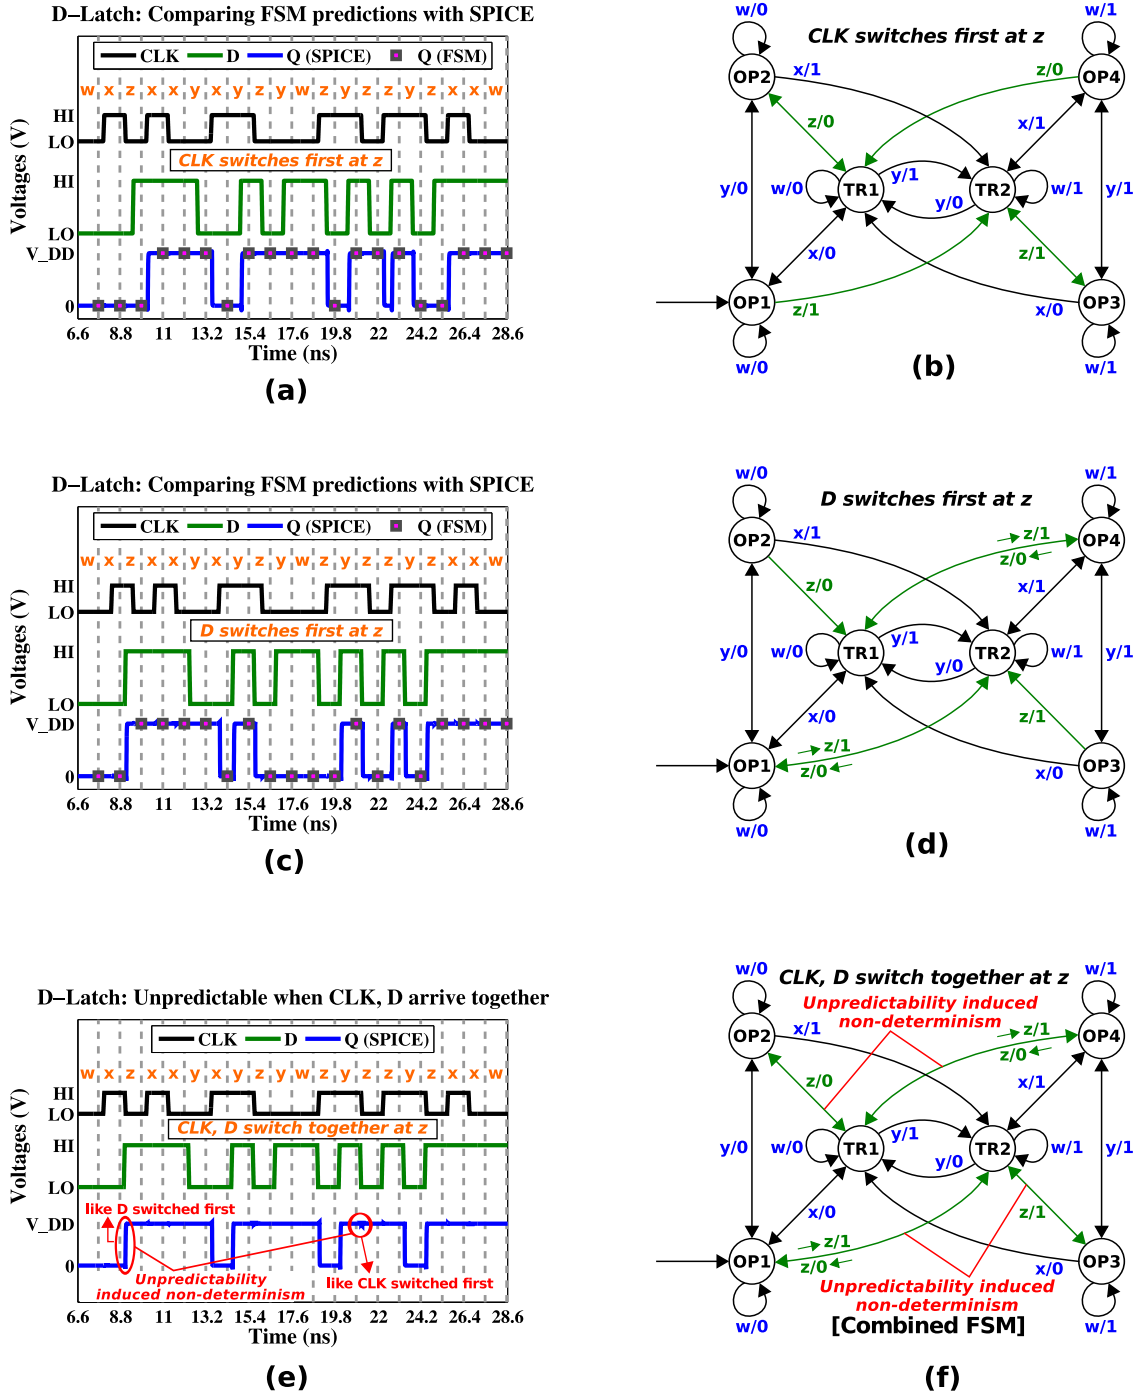 D–Latch: Comparing FSM predictions with SPICE
CLK D Q (SPICE) Q (FSM)
w x z x x y x y z y z y z y z z x x w
HI
LO
CLK switches first at z
HI
LO
V_DD
0
Voltages (V)
6.6 8.8 11 13.2 15.4 17.6 19.8 22 24.2 26.4 28.6
Time (ns)
(a)
CLK switches first at z
w/0
w/1
OP2
OP4
x/1
z/0
z/0
x/1
y/0
w/0
TR1
y/1
y/0
TR2
w/1
y/1
x/0
z/1
OP1
z/1
x/0
OP3
w/0
w/1
(b)
D–Latch: Comparing FSM predictions with SPICE
CLK D Q (SPICE) Q (FSM)
w x z x x y x y z y z y z y z z x x w
HI
LO
D switches first at z
HI
LO
V_DD
0
Voltages (V)
6.6 8.8 11 13.2 15.4 17.6 19.8 22 24.2 26.4 28.6
Time (ns)
(c)
D switches first at z
w/0
w/1
OP2
OP4
x/1
z/1
z/0
z/0
x/1
y/0
w/0
TR1
y/1
y/0
TR2
w/1
y/1
x/0
z/1
OP1
z/1
z/0
x/0
OP3
w/0
w/1
(d)
D–Latch: Unpredictable when CLK, D arrive together
CLK D Q (SPICE)
w x z x x y x y z y z y z y z z x x w
HI
LO
CLK, D switch together at z
HI
LO
like D switched first
V_DD
0
like CLK switched first
Unpredictability
induced non-determinism
Voltages (V)
6.6 8.8 11 13.2 15.4 17.6 19.8 22 24.2 26.4 28.6
Time (ns)
(e)
w/0
w/1
CLK, D switch together at z
Unpredictability induced
non-determinism
OP2
OP4
x/1
z/1
z/0
z/0
x/1
y/0
w/0
TR1
y/1
y/0
TR2
w/1
y/1
x/0
z/1
OP1
z/1
z/0
x/0
OP3
Unpredictability induced
non-determinism
w/0
[Combined FSM]
w/1
(f)